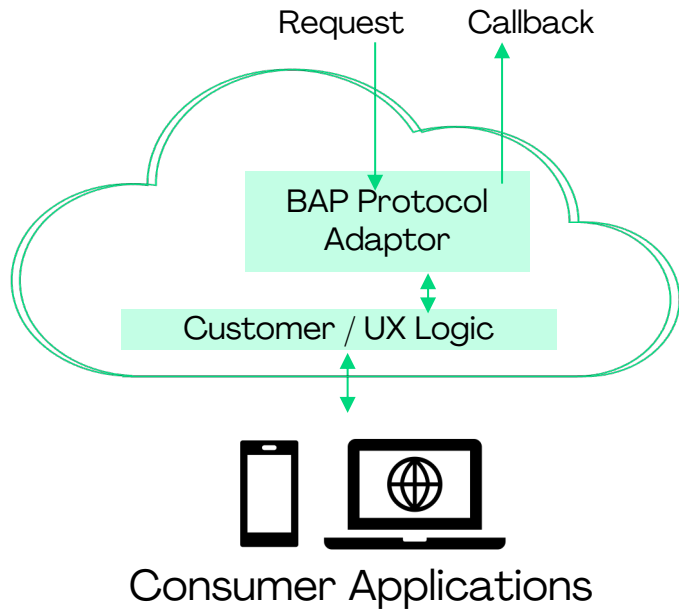 Request Callback
BAP Protocol
Adaptor
Customer / UX Logic
Consumer Applications